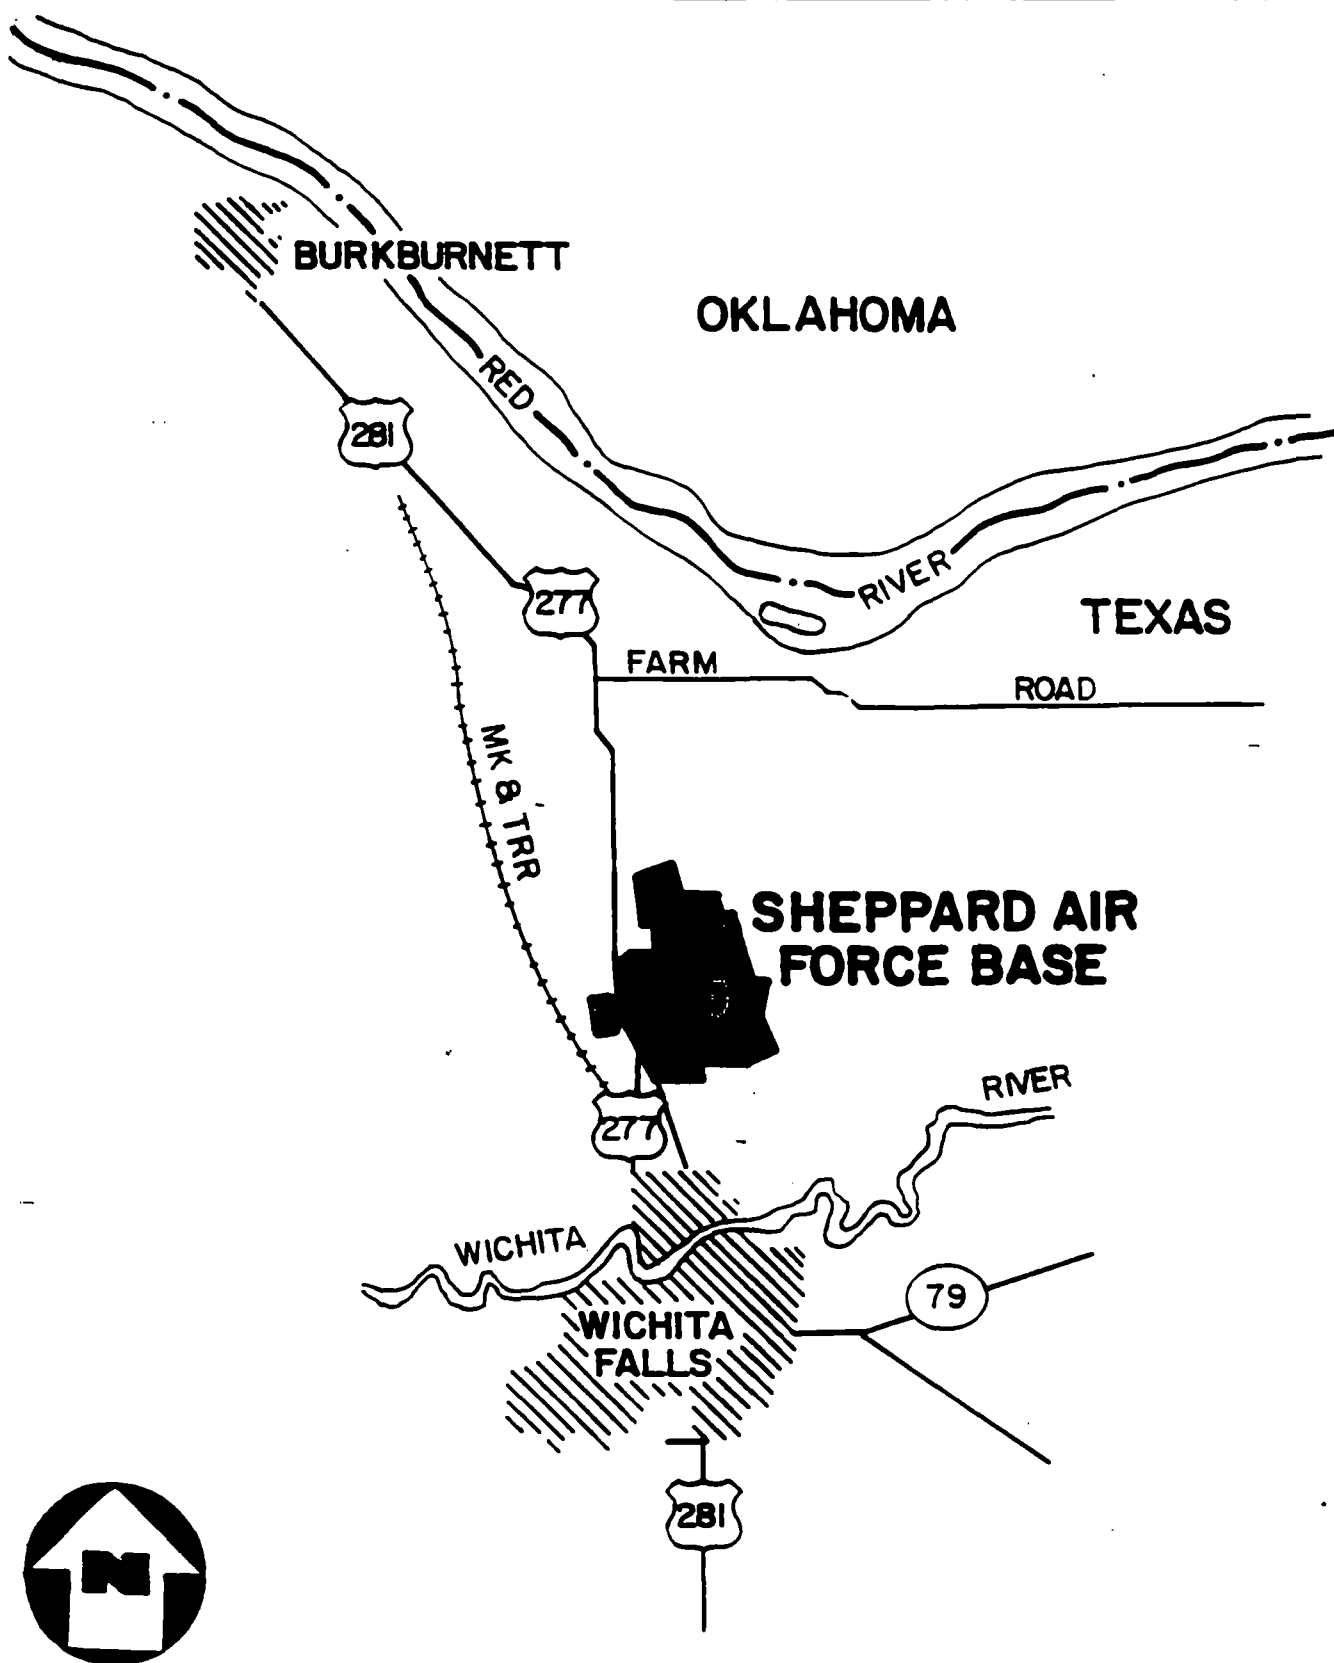 BURKBURNETT
OKLAHOMA
RED
281
277
RIVER
TEXAS
FARM
ROAD
MK & TRR
SHEPPARD AIR
FORCE BASE
RIVER
277
WICHITA
79
WICHITA
FALLS
281
N